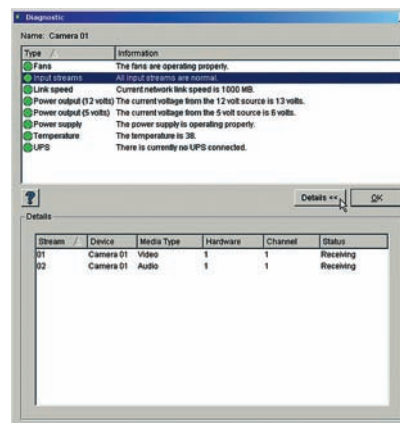 Diagnostic
Name: Camera 01
Type Information
Fans The fans are operating properly.
Input streams All input streams are normal.
Link speed Current network link speed is 1000 MB.
Power output (12 volts) The current voltage from the 12 volt source is 13 volts.
Power output (5 volts) The current voltage from the 5 volt source is 6 volts.
Power supply The power supply is operating properly.
Temperature The temperature is 38.
UPS There is currently no UPS connected.
?
Details << OK
Details
Stream Device Media Type Hardware Channel Status
01 Camera 01 Video 1 1 Receiving
02 Camera 01 Audio 1 1 Receiving